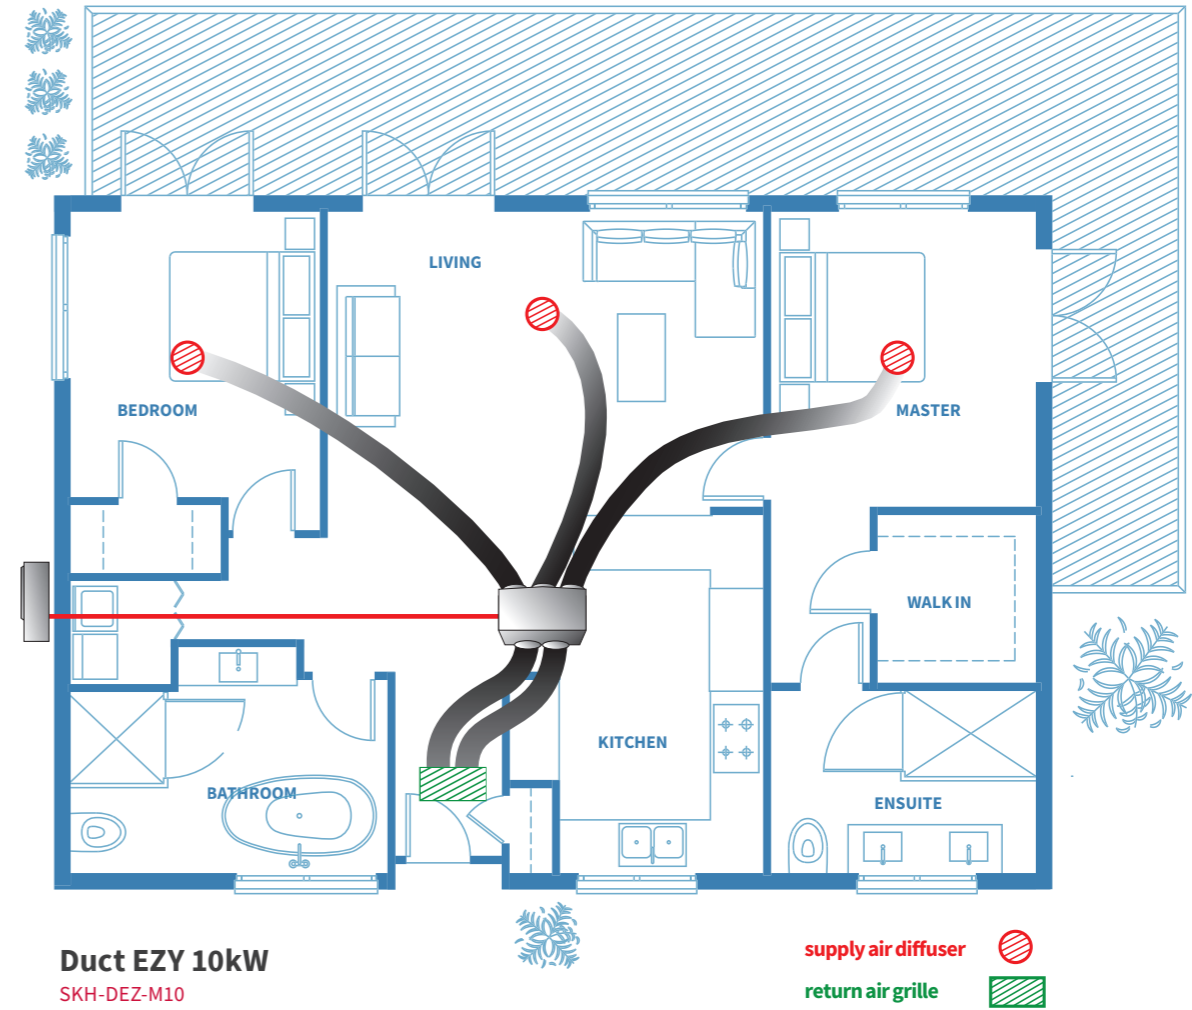 LIVING
BEDROOM
MASTER
WALK IN
KITCHEN
BATHROOM
ENSUITE
Duct EZY 10kW
SKH-DEZ-M10
supply air diffuser
return air grille